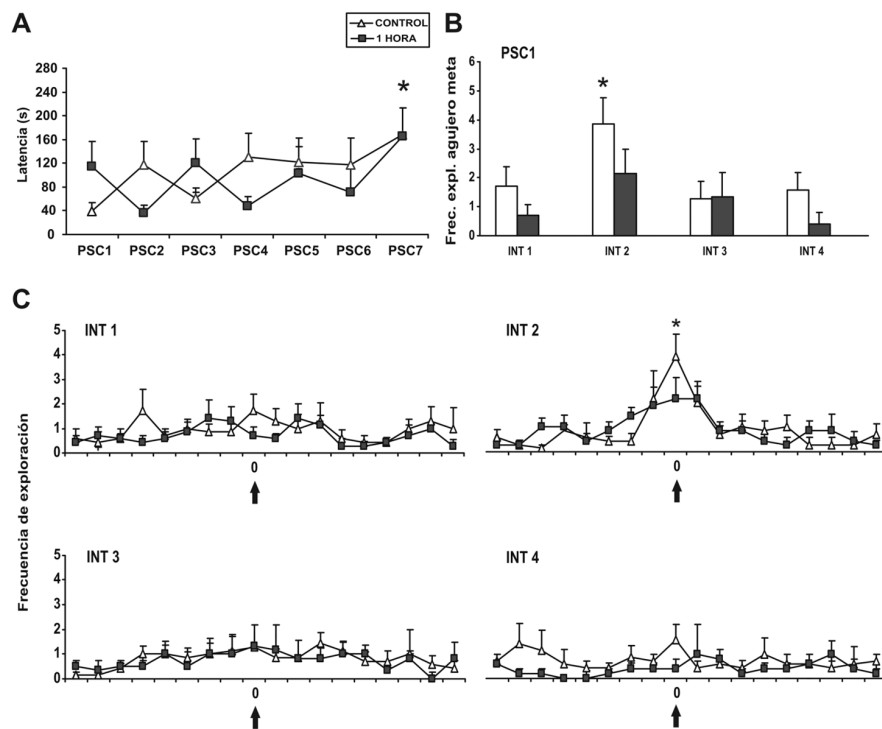 A
CONTROL
1 HORA
Latencia (s)
280
240
200
160
120
80
40
0
*
PSC1 PSC2 PSC3 PSC4 PSC5 PSC6 PSC7
B
PSC1
Frec. expl. agujero meta
6
5
4
3
2
1
0
*
INT 1 INT 2 INT 3 INT 4
C
Frecuencia de exploración
INT 1
5
4
3
2
1
0
0
INT 2
*
0
INT 3
5
4
3
2
1
0
0
INT 4
0